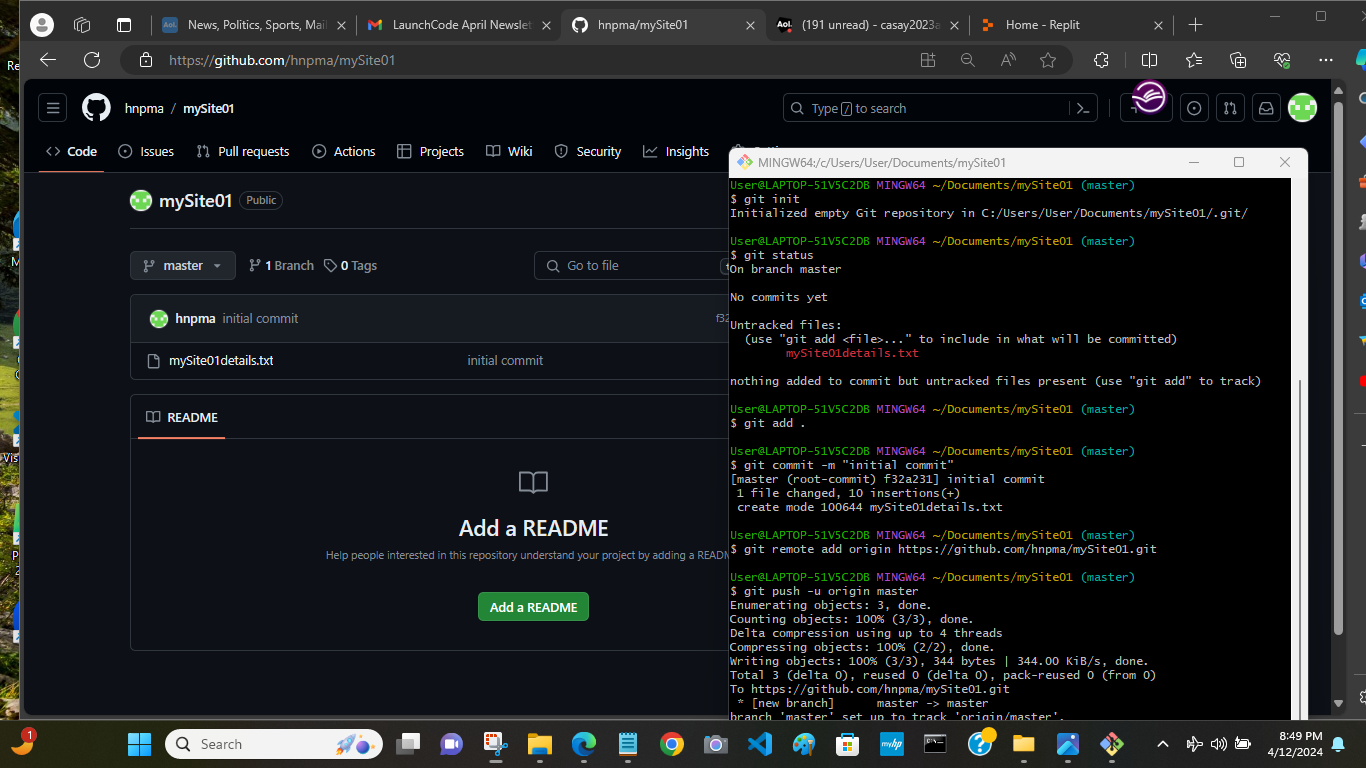 News, Politics, Sports, Mail
LaunchCode April Newslet
hnpma/mySite01
Aol.
(191 unread) - casay2023a
Home - Replit
https://github.com/hnpma/mySite01
hnpma / mySite01
Type / to search
Code
Issues
Pull requests
Actions
Projects
Wiki
Security
Insights
mySite01 Public
master
1 Branch
0 Tags
Go to file
hnpma initial commit
f32
mySite01details.txt
initial commit
README
Add a README
Help people interested in this repository understand your project by adding a READM
Add a README
MINGW64:/c/Users/User/Documents/mySite01
User@LAPTOP-51V5C2DB MINGW64 ~/Documents/mySite01 (master)
$ git init
Initialized empty Git repository in C:/Users/User/Documents/mySite01/.git/
User@LAPTOP-51V5C2DB MINGW64 ~/Documents/mySite01 (master)
$ git status
On branch master
No commits yet
Untracked files:
(use "git add <file>..." to include in what will be committed)
mySite01details.txt
nothing added to commit but untracked files present (use "git add" to track)
User@LAPTOP-51V5C2DB MINGW64 ~/Documents/mySite01 (master)
$ git add .
User@LAPTOP-51V5C2DB MINGW64 ~/Documents/mySite01 (master)
$ git commit -m "initial commit"
[master (root-commit) f32a231] initial commit
1 file changed, 10 insertions(+)
create mode 100644 mySite01details.txt
User@LAPTOP-51V5C2DB MINGW64 ~/Documents/mySite01 (master)
$ git remote add origin https://github.com/hnpma/mySite01.git
User@LAPTOP-51V5C2DB MINGW64 ~/Documents/mySite01 (master)
$ git push -u origin master
Enumerating objects: 3, done.
Counting objects: 100% (3/3), done.
Delta compression using up to 4 threads
Compressing objects: 100% (2/2), done.
Writing objects: 100% (3/3), 344 bytes | 344.00 KiB/s, done.
Total 3 (delta 0), reused 0 (delta 0), pack-reused 0 (from 0)
To https://github.com/hnpma/mySite01.git
* [new branch] master -> master
branch 'master' set up to track 'origin/master'.
1
Search
myhp
8:49 PM
4/12/2024